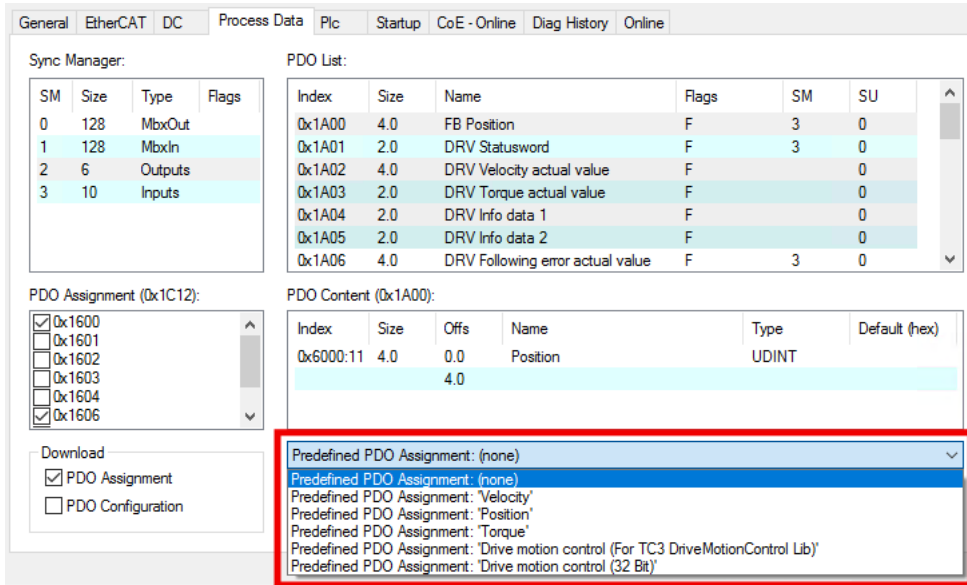 General EtherCAT DC Process Data Plc Startup CoE - Online Diag History Online
Sync Manager:
SM Size Type Flags
0 128 MbxOut
1 128 MbxIn
2 6 Outputs
3 10 Inputs
PDO List:
Index Size Name Flags SM SU
0x1A00 4.0 FB Position F 3 0
0x1A01 2.0 DRV Statusword F 3 0
0x1A02 4.0 DRV Velocity actual value F 0
0x1A03 2.0 DRV Torque actual value F 0
0x1A04 2.0 DRV Info data 1 F 0
0x1A05 2.0 DRV Info data 2 F 0
0x1A06 4.0 DRV Following error actual value F 3 0
PDO Assignment (0x1C12):
0x1600
0x1601
0x1602
0x1603
0x1604
0x1606
PDO Content (0x1A00):
Index Size Offs Name Type Default (hex)
0x6000:11 4.0 0.0 Position UDINT
4.0
Download
PDO Assignment
PDO Configuration
Predefined PDO Assignment: (none)
Predefined PDO Assignment: (none)
Predefined PDO Assignment: 'Velocity'
Predefined PDO Assignment: 'Position'
Predefined PDO Assignment: 'Torque'
Predefined PDO Assignment: 'Drive motion control (For TC3 DriveMotionControl Lib)'
Predefined PDO Assignment: 'Drive motion control (32 Bit)'